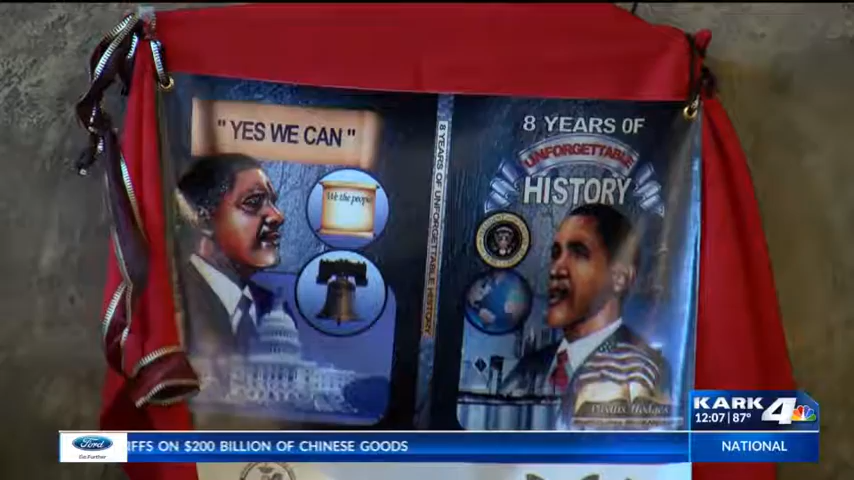 "YES WE CAN"
We the people
8 YEARS OF UNFORGETTABLE HISTORY
8 YEARS OF
UNFORGETTABLE
HISTORY
KARK 4
12:07 87°
NATIONAL
Ford
Go Further
RIFFS ON $200 BILLION OF CHINESE GOODS